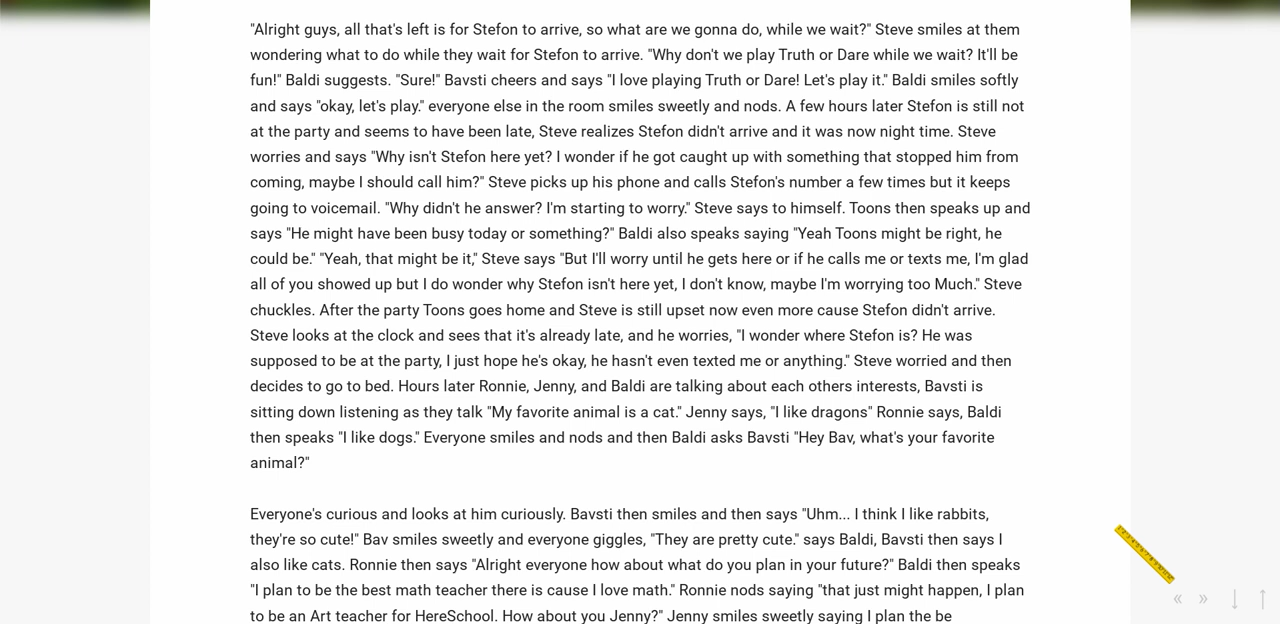 "Alright guys, all that's left is for Stefon to arrive, so what are we gonna do, while we wait?" Steve smiles at them
wondering what to do while they wait for Stefon to arrive. "Why don't we play Truth or Dare while we wait? It'll be
fun!" Baldi suggests. "Sure!" Bavsti cheers and says "I love playing Truth or Dare! Let's play it." Baldi smiles softly
and says "okay, let's play." everyone else in the room smiles sweetly and nods. A few hours later Stefon is still not
at the party and seems to have been late, Steve realizes Stefon didn't arrive and it was now night time. Steve
worries and says "Why isn't Stefon here yet? I wonder if he got caught up with something that stopped him from
coming, maybe I should call him?" Steve picks up his phone and calls Stefon's number a few times but it keeps
going to voicemail. "Why didn't he answer? I'm starting to worry." Steve says to himself. Toons then speaks up and
says "He might have been busy today or something?" Baldi also speaks saying "Yeah Toons might be right, he
could be." "Yeah, that might be it," Steve says "But I'll worry until he gets here or if he calls me or texts me, I'm glad
all of you showed up but I do wonder why Stefon isn't here yet, I don't know, maybe I'm worrying too Much." Steve
chuckles. After the party Toons goes home and Steve is still upset now even more cause Stefon didn't arrive.
Steve looks at the clock and sees that it's already late, and he worries, "I wonder where Stefon is? He was
supposed to be at the party, I just hope he's okay, he hasn't even texted me or anything." Steve worried and then
decides to go to bed. Hours later Ronnie, Jenny, and Baldi are talking about each others interests, Bavsti is
sitting down listening as they talk "My favorite animal is a cat." Jenny says, "I like dragons" Ronnie says, Baldi
then speaks "I like dogs." Everyone smiles and nods and then Baldi asks Bavsti "Hey Bav, what's your favorite
animal?"
Everyone's curious and looks at him curiously. Bavsti then smiles and then says "Uhm... I think I like rabbits,
they're so cute!" Bav smiles sweetly and everyone giggles, "They are pretty cute." says Baldi, Bavsti then says I
also like cats. Ronnie then says "Alright everyone how about what do you plan in your future?" Baldi then speaks
"I plan to be the best math teacher there is cause I love math." Ronnie nods saying "that just might happen, I plan
to be an Art teacher for HereSchool. How about you Jenny?" Jenny smiles sweetly saying I plan the be